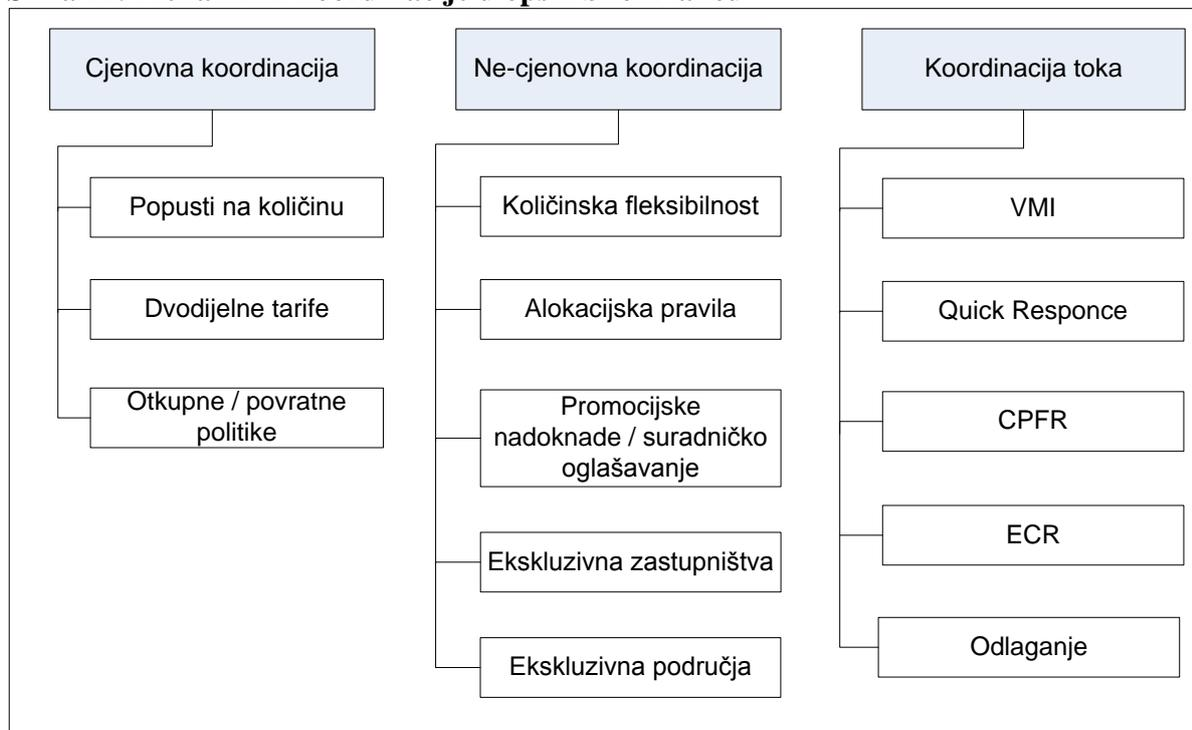 Cjenovna koordinacija
Popusti na količinu
Dvodijelne tarife
Otkupne / povratne
politike
Ne-cjenovna koordinacija
Količinska fleksibilnost
Alokacijska pravila
Promocijske
nadoknade / suradničko
oglašavanje
Ekskluzivna zastupništva
Ekskluzivna područja
Koordinacija toka
VMI
Quick Responce
CPFR
ECR
Odlaganje